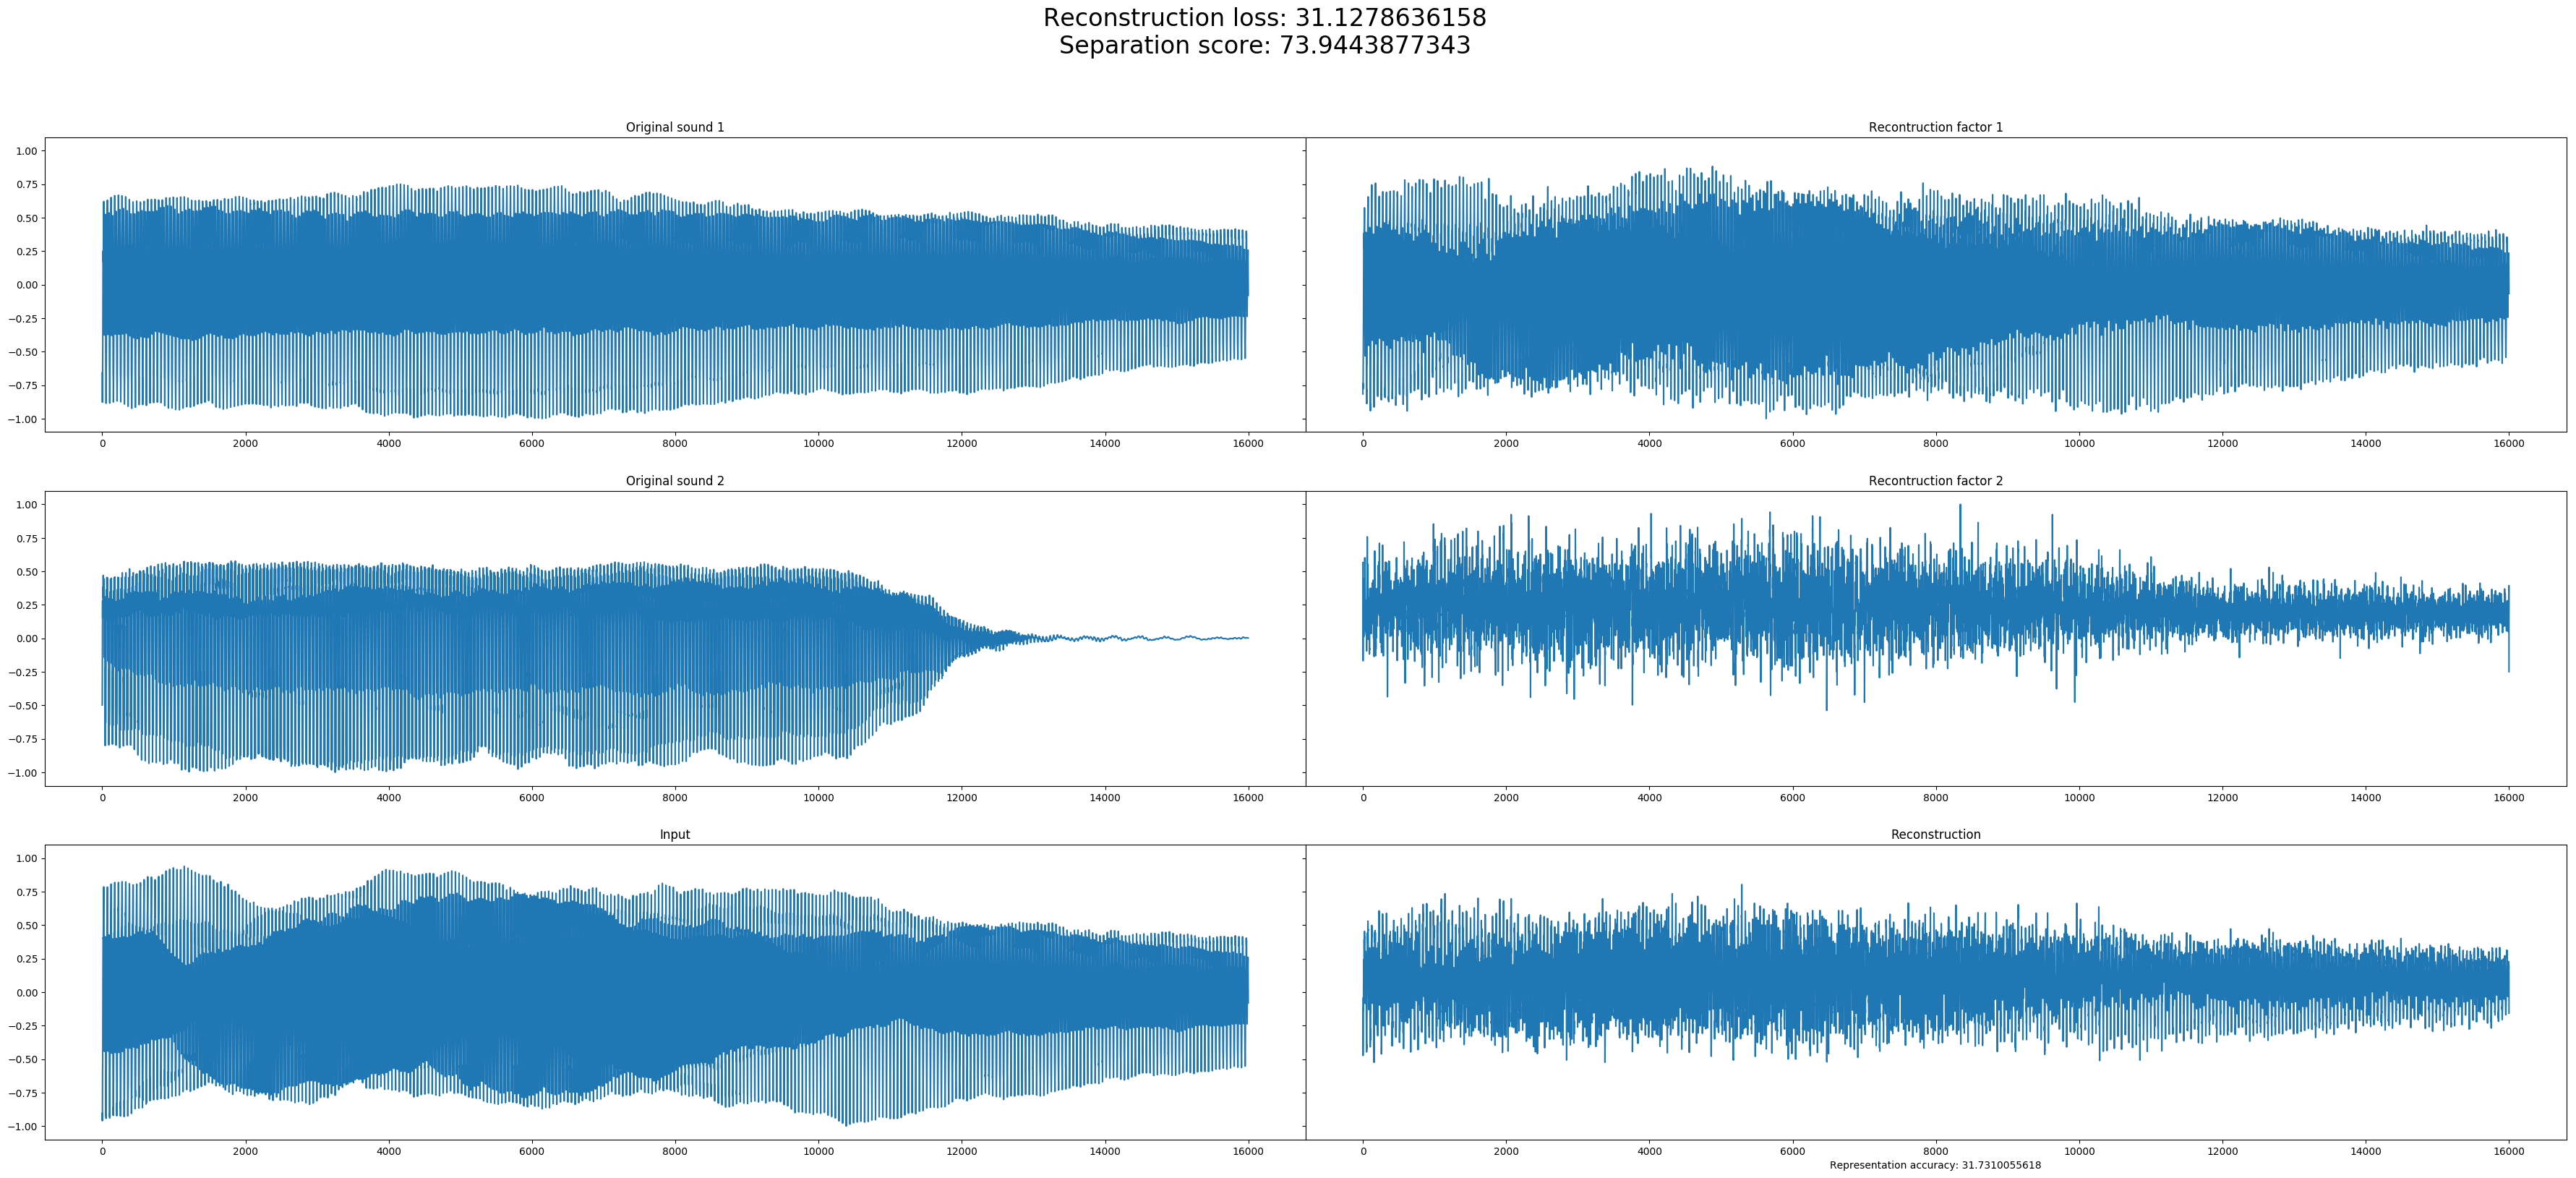 Reconstruction loss: 31.1278636158
Separation score: 73.9443877343
Original sound 1
Recontruction factor 1
1.00
0.75
0.50
0.25
0.00
−0.25
−0.50
−0.75
−1.00
0 2000 4000 6000 8000 10000 12000 14000 16000
0 2000 4000 6000 8000 10000 12000 14000 16000
Original sound 2
Reconstruction factor 2
1.00
0.75
0.50
0.25
0.00
−0.25
−0.50
−0.75
−1.00
0 2000 4000 6000 8000 10000 12000 14000 16000
0 2000 4000 6000 8000 10000 12000 14000 16000
Input
Reconstruction
1.00
0.75
0.50
0.25
0.00
−0.25
−0.50
−0.75
−1.00
0 2000 4000 6000 8000 10000 12000 14000 16000
0 2000 4000 6000 8000 10000 12000 14000 16000
Representation accuracy: 31.7310055618